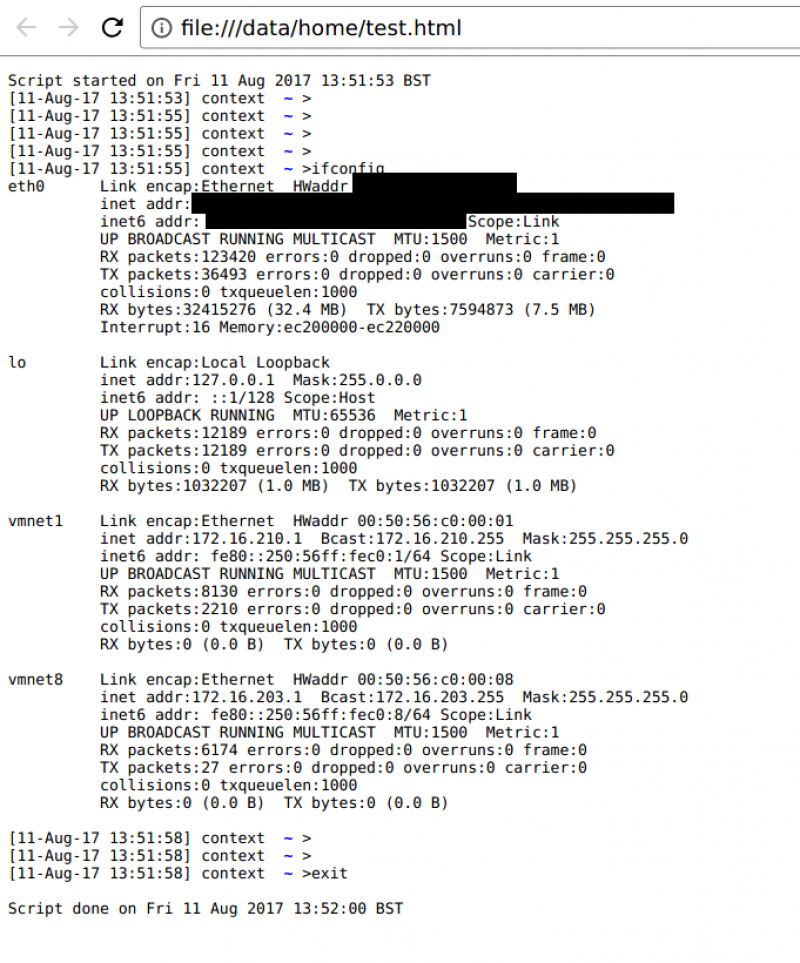 file:///data/home/test.html
Script started on Fri 11 Aug 2017 13:51:53 BST
[11-Aug-17 13:51:53] context  ~ >
[11-Aug-17 13:51:55] context  ~ >
[11-Aug-17 13:51:55] context  ~ >
[11-Aug-17 13:51:55] context  ~ >
[11-Aug-17 13:51:55] context  ~ >ifconfig
eth0      Link encap:Ethernet  HWaddr
          inet addr:
          inet6 addr: Scope:Link
          UP BROADCAST RUNNING MULTICAST  MTU:1500  Metric:1
          RX packets:123420 errors:0 dropped:0 overruns:0 frame:0
          TX packets:36493 errors:0 dropped:0 overruns:0 carrier:0
          collisions:0 txqueuelen:1000
          RX bytes:32415276 (32.4 MB)  TX bytes:7594873 (7.5 MB)
          Interrupt:16 Memory:ec200000-ec220000
lo        Link encap:Local Loopback
          inet addr:127.0.0.1  Mask:255.0.0.0
          inet6 addr: ::1/128 Scope:Host
          UP LOOPBACK RUNNING  MTU:65536  Metric:1
          RX packets:12189 errors:0 dropped:0 overruns:0 frame:0
          TX packets:12189 errors:0 dropped:0 overruns:0 carrier:0
          collisions:0 txqueuelen:1000
          RX bytes:1032207 (1.0 MB)  TX bytes:1032207 (1.0 MB)
vmnet1    Link encap:Ethernet  HWaddr 00:50:56:c0:00:01
          inet addr:172.16.210.1  Bcast:172.16.210.255  Mask:255.255.255.0
          inet6 addr: fe80::250:56ff:fec0:1/64 Scope:Link
          UP BROADCAST RUNNING MULTICAST  MTU:1500  Metric:1
          RX packets:8130 errors:0 dropped:0 overruns:0 frame:0
          TX packets:2210 errors:0 dropped:0 overruns:0 carrier:0
          collisions:0 txqueuelen:1000
          RX bytes:0 (0.0 B)  TX bytes:0 (0.0 B)
vmnet8    Link encap:Ethernet  HWaddr 00:50:56:c0:00:08
          inet addr:172.16.203.1  Bcast:172.16.203.255  Mask:255.255.255.0
          inet6 addr: fe80::250:56ff:fec0:8/64 Scope:Link
          UP BROADCAST RUNNING MULTICAST  MTU:1500  Metric:1
          RX packets:6174 errors:0 dropped:0 overruns:0 frame:0
          TX packets:27 errors:0 dropped:0 overruns:0 carrier:0
          collisions:0 txqueuelen:1000
          RX bytes:0 (0.0 B)  TX bytes:0 (0.0 B)
[11-Aug-17 13:51:58] context  ~ >
[11-Aug-17 13:51:58] context  ~ >
[11-Aug-17 13:51:58] context  ~ >exit
Script done on Fri 11 Aug 2017 13:52:00 BST